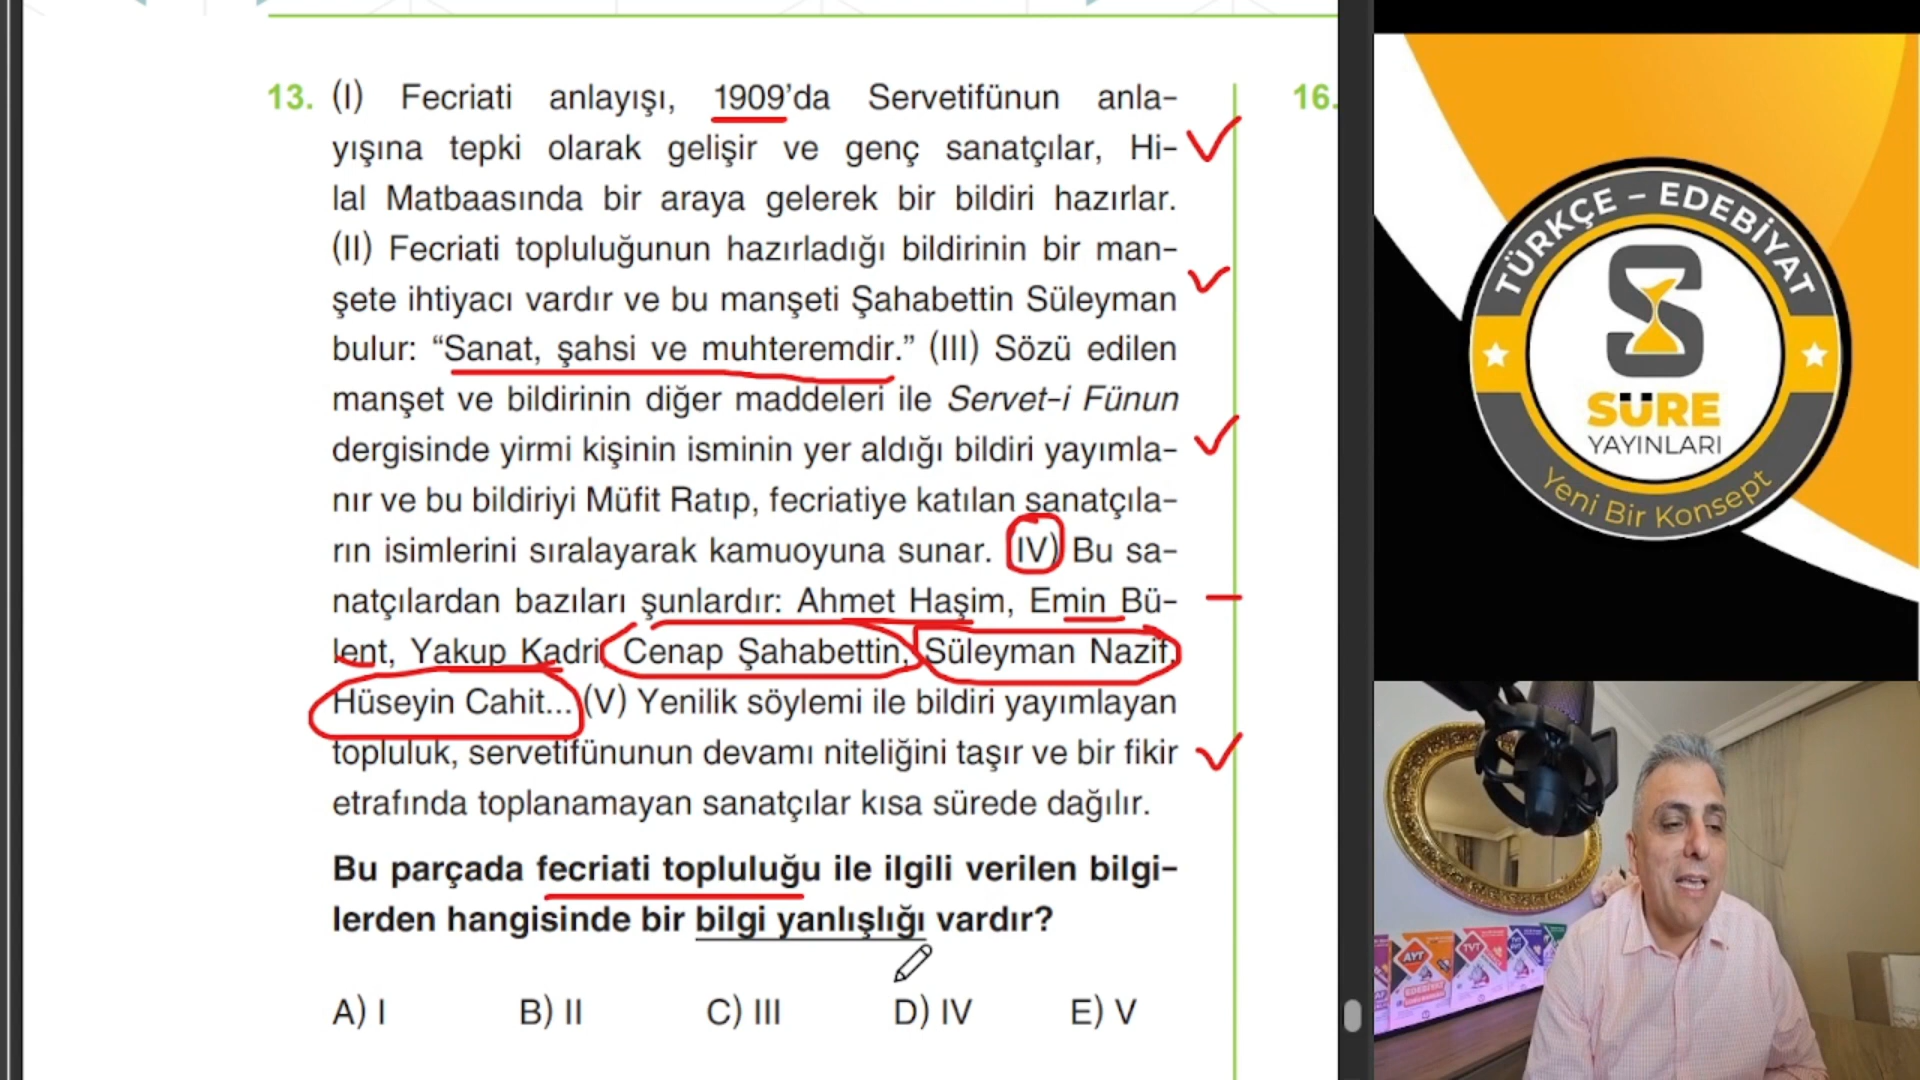 13. (I) Fecriati anlayışı, 1909’da Servetifünun anla-
yışına tepki olarak gelişir ve genç sanatçılar, Hi-
lal Matbaasında bir araya gelerek bir bildiri hazırlar.
(II) Fecriati topluluğunun hazırladığı bildirinin bir man-
şete ihtiyacı vardır ve bu manşeti Şahabettin Süleyman
bulur: “Sanat, şahsi ve muhteremdir.” (III) Sözü edilen
manşet ve bildirinin diğer maddeleri ile Servet-i Fünun
dergisinde yirmi kişinin isminin yer aldığı bildiri yayımla-
nır ve bu bildiriyi Müfit Ratıp, fecriatiye katılan sanatçıla-
rın isimlerini sıralayarak kamuoyuna sunar. (IV) Bu sa-
natçılardan bazıları şunlardır: Ahmet Haşim, Emin Bü-
lent, Yakup Kadri, Cenap Şahabettin, Süleyman Nazif,
Hüseyin Cahit... (V) Yenilik söylemi ile bildiri yayımlayan
topluluk, servetifünunun devamı niteliğini taşır ve bir fikir
etrafında toplanamayan sanatçılar kısa sürede dağılır.
Bu parçada fecriati topluluğu ile ilgili verilen bilgi-
lerden hangisinde bir bilgi yanlışlığı vardır?
A) I B) II C) III D) IV E) V
16.
TÜRKÇE – EDEBİYAT
S
SÜRE
YAYINLARI
Yeni Bir Konsept
AYT
EDEBİYAT
TYT